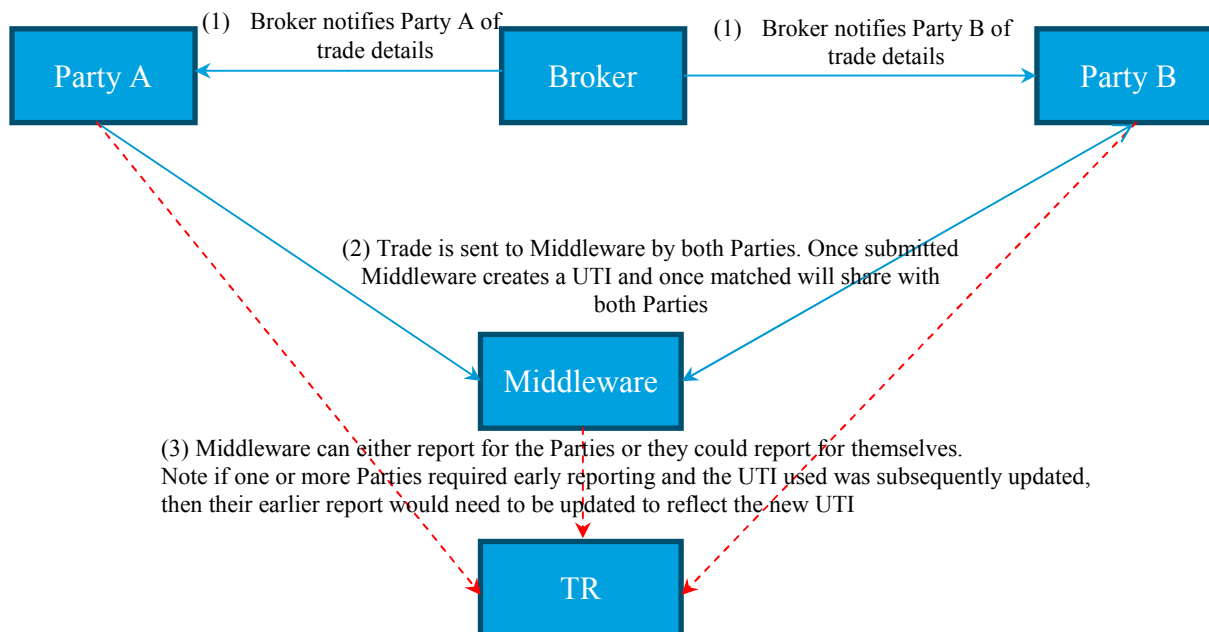 (1) Broker notifies Party A of
trade details
(1) Broker notifies Party B of
trade details
Party A
Broker
Party B
(2) Trade is sent to Middleware by both Parties. Once submitted
Middleware creates a UTI and once matched will share with
both Parties
Middleware
(3) Middleware can either report for the Parties or they could report for themselves.
Note if one or more Parties required early reporting and the UTI used was subsequently updated,
then their earlier report would need to be updated to reflect the new UTI
TR